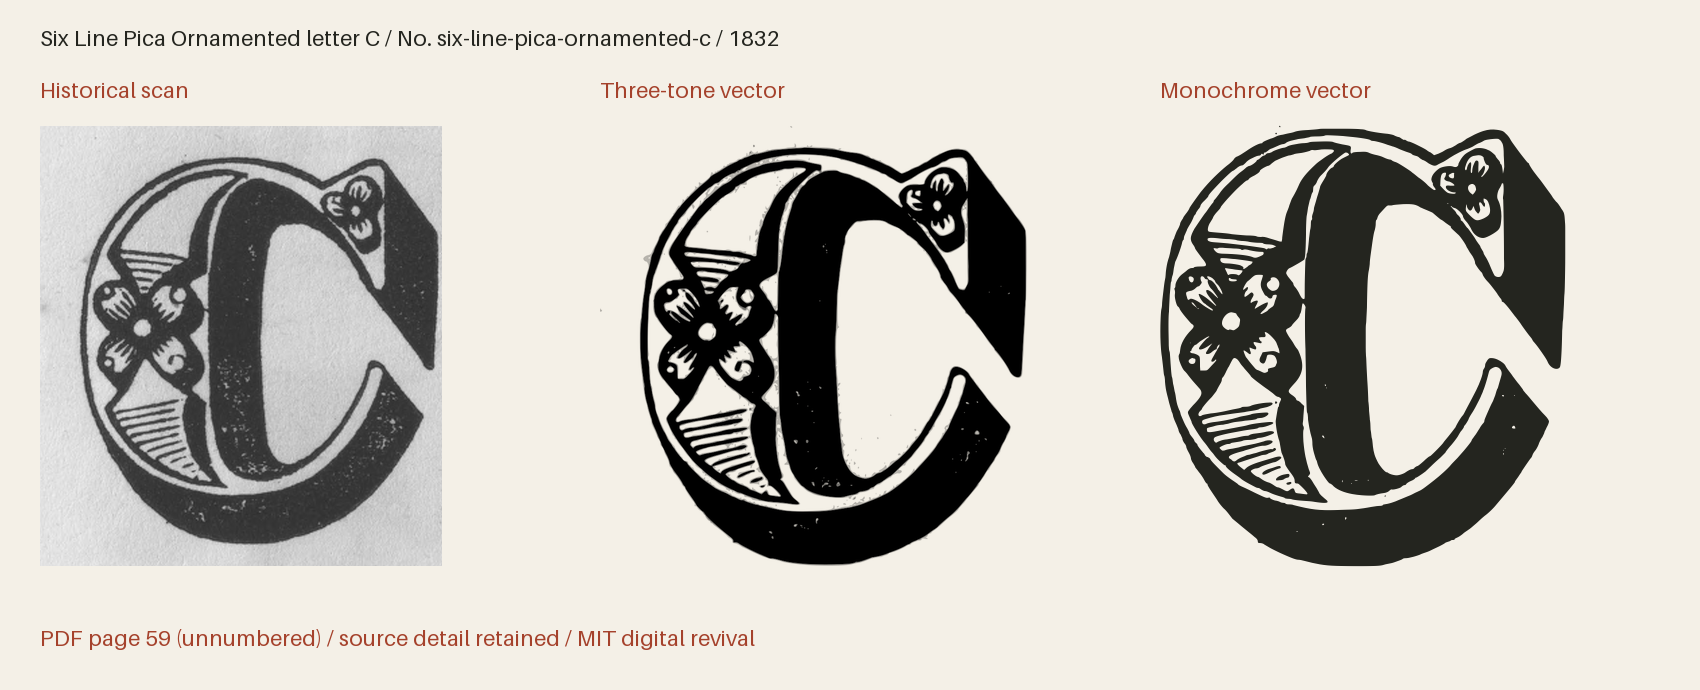 Six Line Pica Ornamented letter C / No. six-line-pica-ornamented-c / 1832
Historical scan
Three-tone vector
Monochrome vector
C
C
C
PDF page 59 (unnumbered) / source detail retained / MIT digital revival